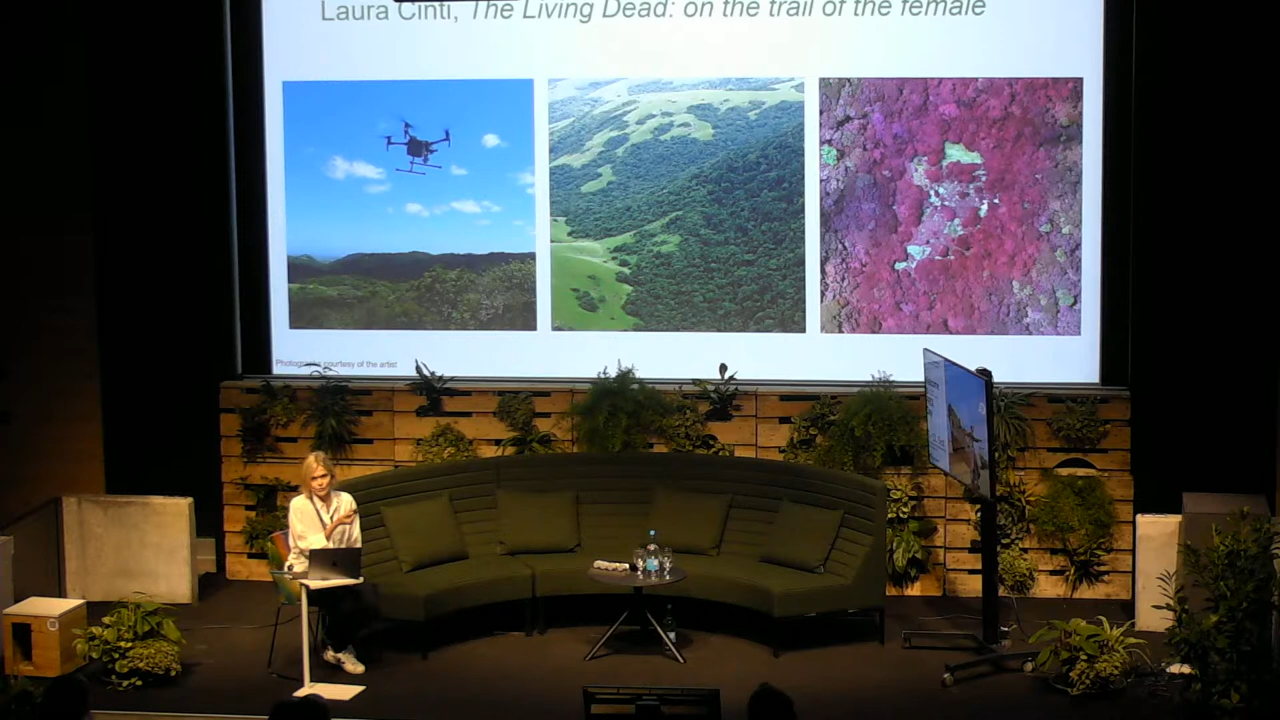 Laura Cinti, The Living Dead: on the trail of the female
Photographs courtesy of the artist